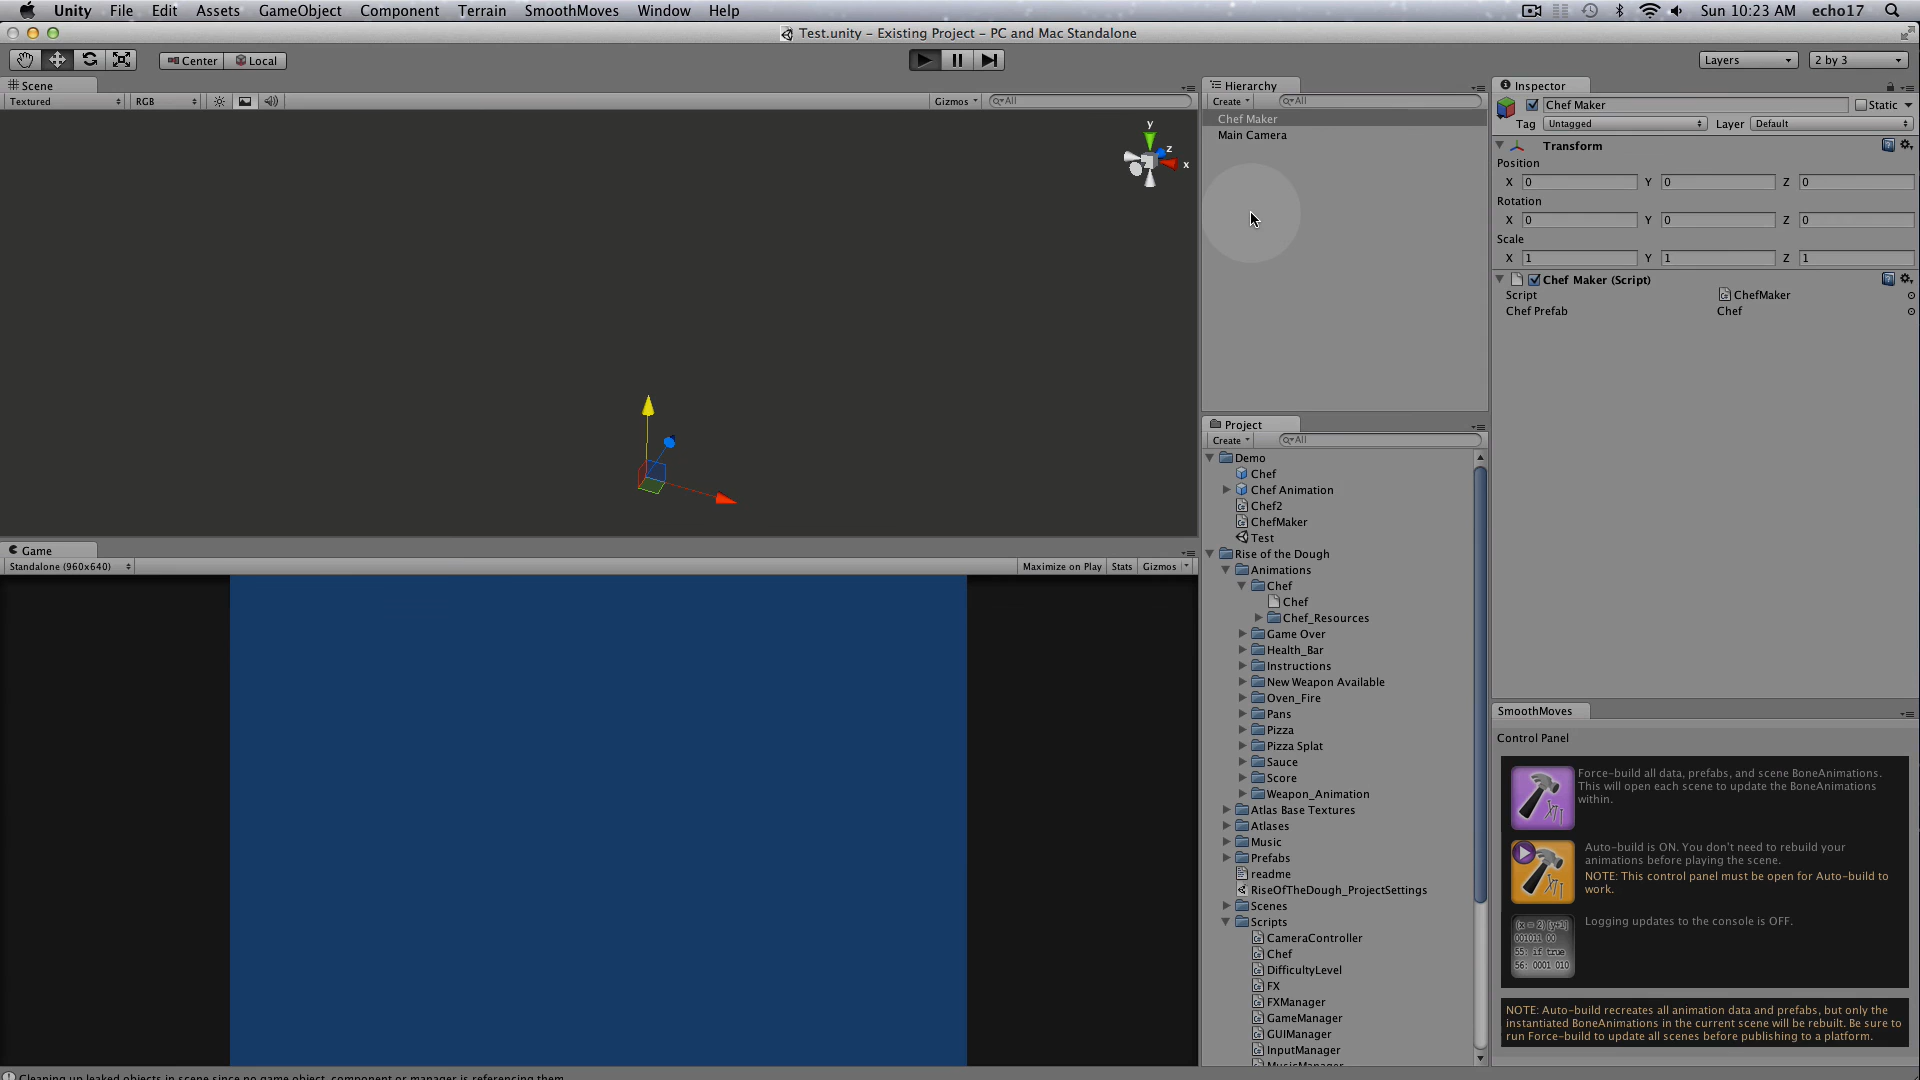 Unity File Edit Assets GameObject Component Terrain SmoothMoves Window Help Sun 10:23 AM echo17
Test.unity – Existing Project – PC and Mac Standalone
Center Local Layers 2 by 3
Scene
Textured RGB Gizmos All
y
z
x
Game
Standalone (960x640) Maximize on Play Stats Gizmos
Hierarchy
Create All
Chef Maker
Main Camera
Project
Create All
Demo
Chef
Chef Animation
Chef2
ChefMaker
Test
Rise of the Dough
Animations
Chef
Chef
Chef_Resources
Game Over
Health_Bar
Instructions
New Weapon Available
Oven_Fire
Pans
Pizza
Pizza Splat
Sauce
Score
Weapon_Animation
Atlas Base Textures
Atlases
Music
Prefabs
readme
RiseOfTheDough_ProjectSettings
Scenes
Scripts
CameraController
Chef
DifficultyLevel
FX
FXManager
GameManager
GUIManager
InputManager
MusicManager
Inspector
Chef Maker Static
Tag Untagged Layer Default
Transform
Position
X 0 Y 0 Z 0
Rotation
X 0 Y 0 Z 0
Scale
X 1 Y 1 Z 1
Chef Maker (Script)
Script ChefMaker
Chef Prefab Chef
SmoothMoves
Control Panel
Force-build all data, prefabs, and scene BoneAnimations.
This will open each scene to update the BoneAnimations
within.
Auto-build is ON. You don't need to rebuild your
animations before playing the scene.
NOTE: This control panel must be open for Auto-build to
work.
(x = 2) [y+1]
001011 00
55: if true
56: 0001 010
Logging updates to the console is OFF.
NOTE: Auto-build recreates all animation data and prefabs, but only the
instantiated BoneAnimations in the current scene will be rebuilt. Be sure to
run Force-build to update all scenes before publishing to a platform.
Cleaning up leaked objects in scene since no game object, component or manager is referencing them